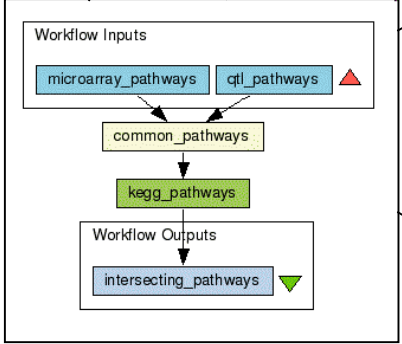 Workflow Inputs
microarray_pathways qtl_pathways
common_pathways
kegg_pathways
Workflow Outputs
intersecting_pathways